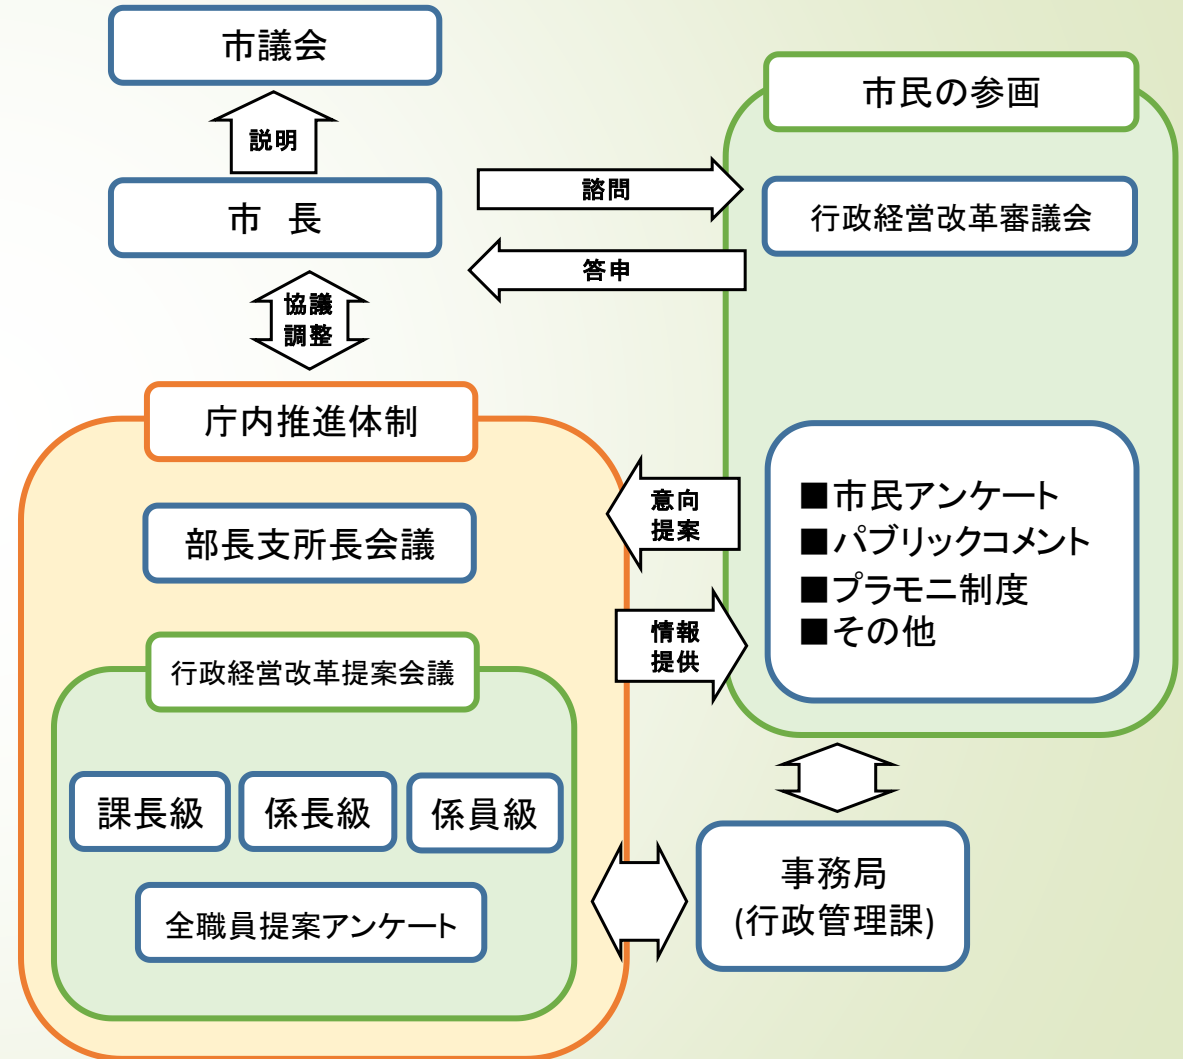 市議会
説明
市 長
協議
調整
諮問
答申
市民の参画
行政経営改革審議会
■市民アンケート
■パブリックコメント
■プラモニ制度
■その他
意向
提案
情報
提供
庁内推進体制
部長支所長会議
行政経営改革提案会議
課長級
係長級
係員級
全職員提案アンケート
事務局
(行政管理課)